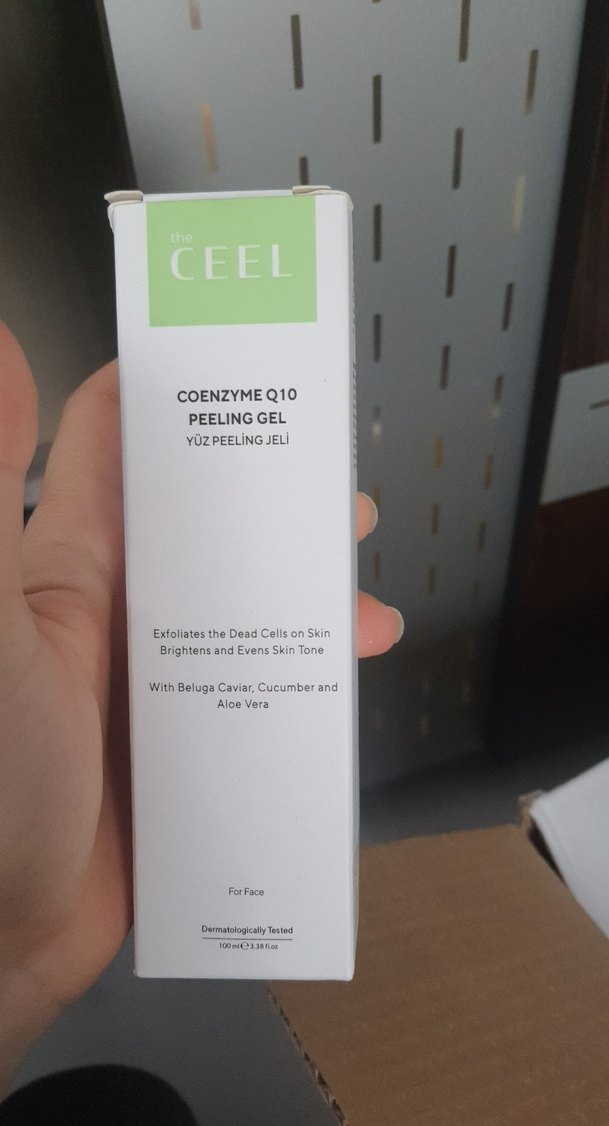 the
CEEL
COENZYME Q10
PEELING GEL
YÜZ PEELİNG JELİ
Exfoliates the Dead Cells on Skin
Brightens and Evens Skin Tone
With Beluga Caviar, Cucumber and
Aloe Vera
For Face
Dermatologically Tested
100 ml ℮ 3.38 fl.oz